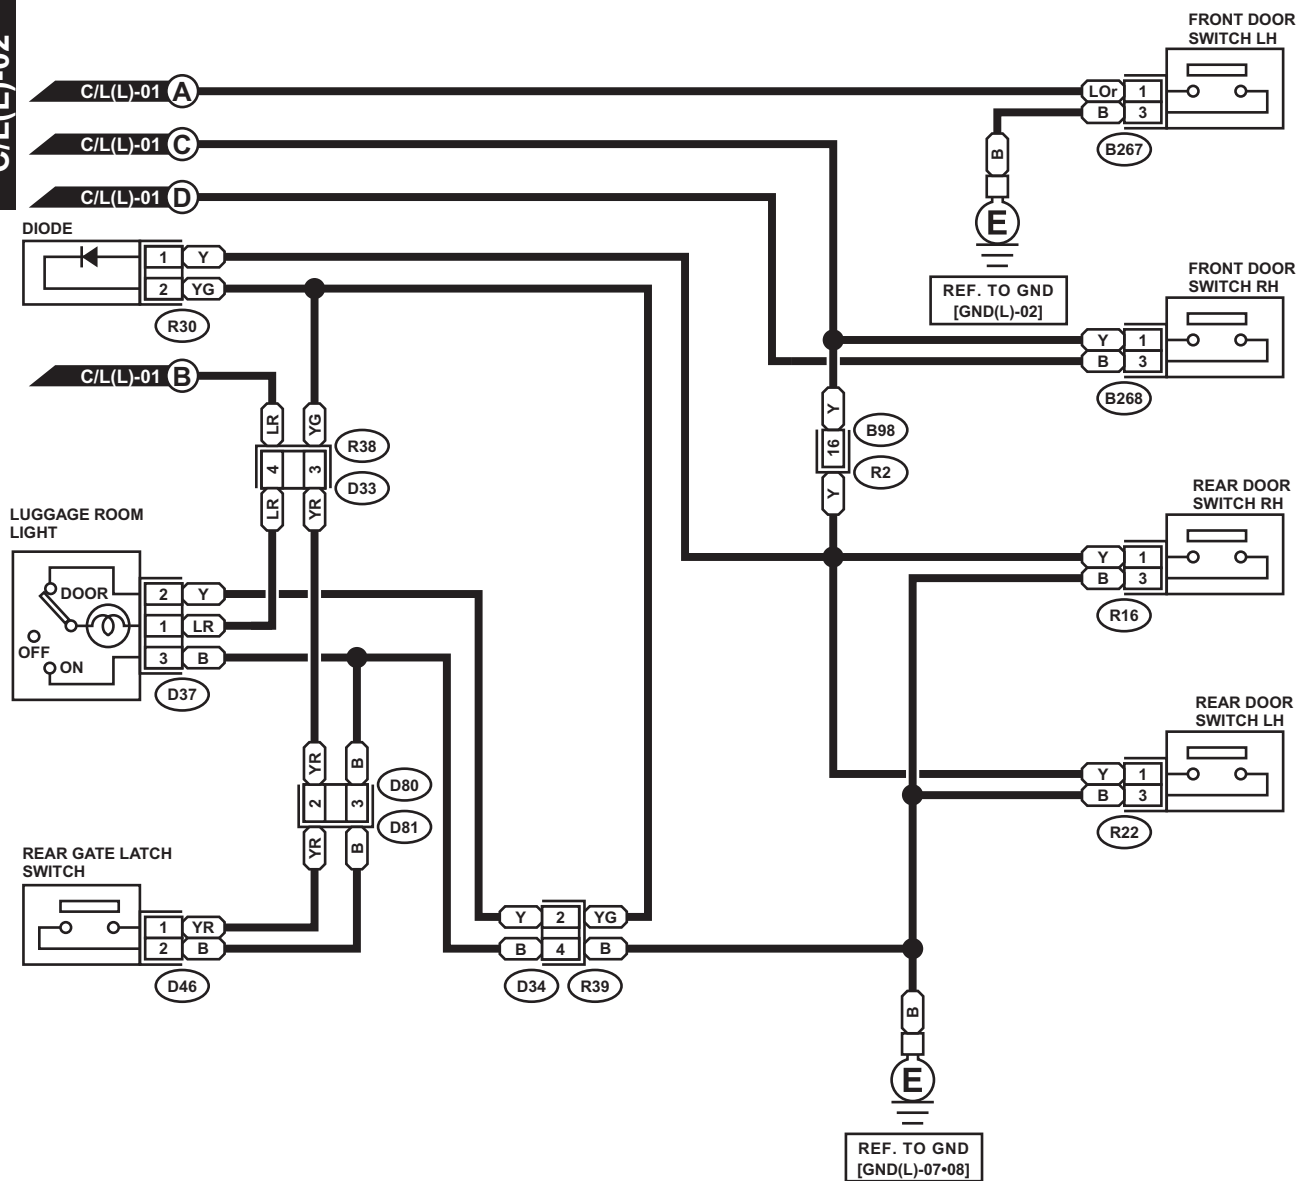 C/L(L)-02
FRONT DOOR
SWITCH LH
C/L(L)-01 A
LOr 1
B 3
B267
C/L(L)-01 C
B
C/L(L)-01 D
E
DIODE
1 Y
2 YG
R30
REF. TO GND
[GND(L)-02]
FRONT DOOR
SWITCH RH
Y 1
B 3
B268
C/L(L)-01 B
LR
YG
R38
4
3
D33
LR
YR
Y
B98
16
R2
Y
LUGGAGE ROOM
LIGHT
DOOR
OFF
ON
2 Y
1 LR
3 B
D37
REAR DOOR
SWITCH RH
Y 1
B 3
R16
YR
B
D80
2
3
D81
YR
B
REAR DOOR
SWITCH LH
Y 1
B 3
R22
REAR GATE LATCH
SWITCH
1 YR
2 B
D46
Y 2 YG
B 4 B
D34
R39
B
E
REF. TO GND
[GND(L)-07•08]